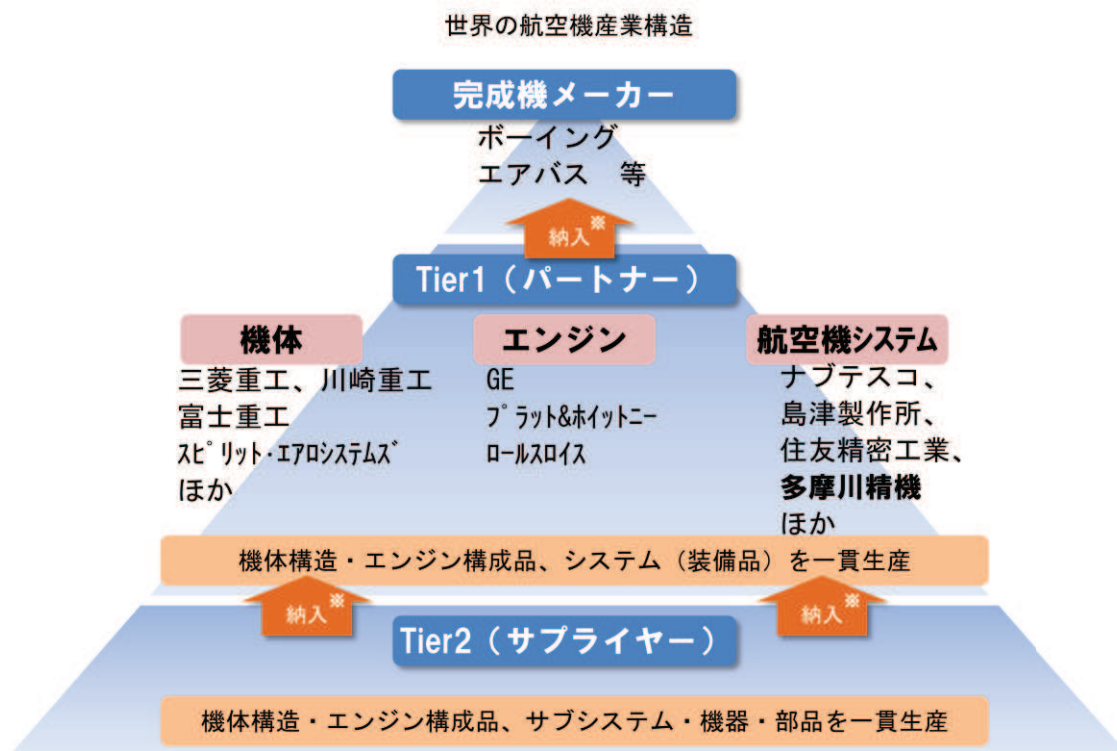 世界の航空機産業構造
完成機メーカー
ボーイング
エアバス　等
納入※
Tier1（パートナー）
機体
三菱重工、川崎重工
富士重工
ｽﾋﾟﾘｯﾄ･ｴｱﾛｼｽﾃﾑｽﾞ
ほか
エンジン
GE
ﾌﾟﾗｯﾄ&ﾎｲｯﾄﾆｰ
ﾛｰﾙｽﾛｲｽ
航空機ｼｽﾃﾑ
ナブテスコ、
島津製作所、
住友精密工業、
多摩川精機
ほか
機体構造・エンジン構成品、システム（装備品）を一貫生産
納入※
納入※
Tier2（サプライヤー）
機体構造・エンジン構成品、サブシステム・機器・部品を一貫生産